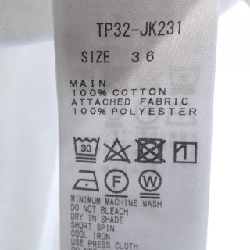 TP32-JK231
SIZE 36
MAIN
100% COTTON
ATTACHED FABRIC
100% POLYESTER
30
F W
MINIMUM MACHINE WASH
DO NOT BLEACH
DRY IN SHADE
SHORT SPIN
COOL IRON
USE PRESS CLOTH